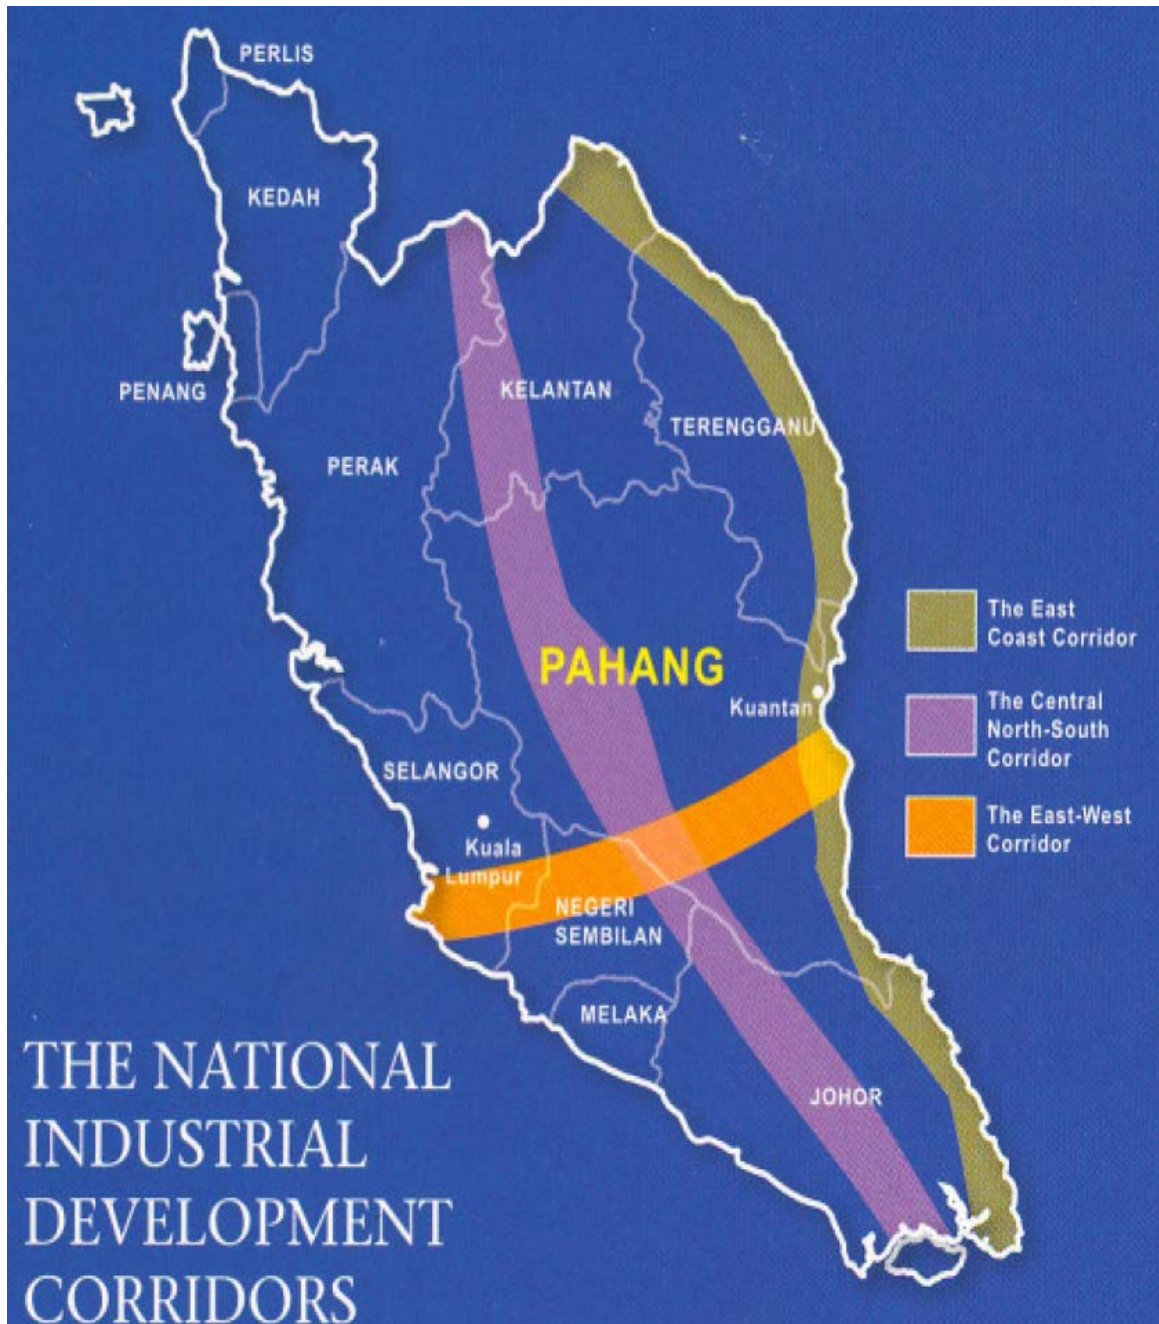 PERLIS
KEDAH
PENANG
PERAK
KELANTAN
TERENGGANU
PAHANG
Kuantan
SELANGOR
Kuala
Lumpur
NEGERI
SEMBILAN
MELAKA
JOHOR
The East
Coast Corridor
The Central
North-South
Corridor
The East-West
Corridor
THE NATIONAL
INDUSTRIAL
DEVELOPMENT
CORRIDORS